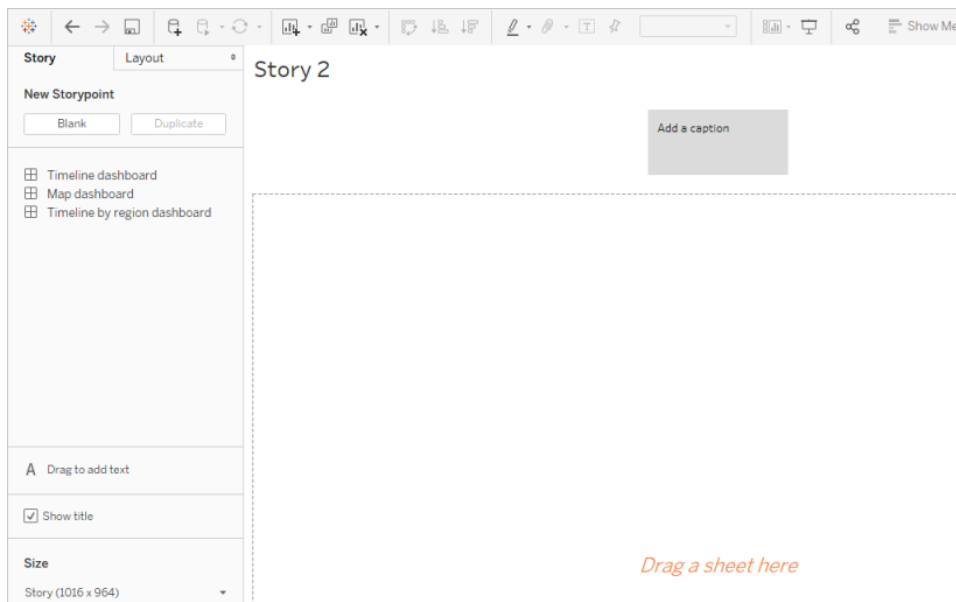 Show Me
Story
Layout
Story 2
New Storypoint
Blank
Duplicate
Add a caption
Timeline dashboard
Map dashboard
Timeline by region dashboard
A Drag to add text
Show title
Drag a sheet here
Size
Story (1016 x 964)